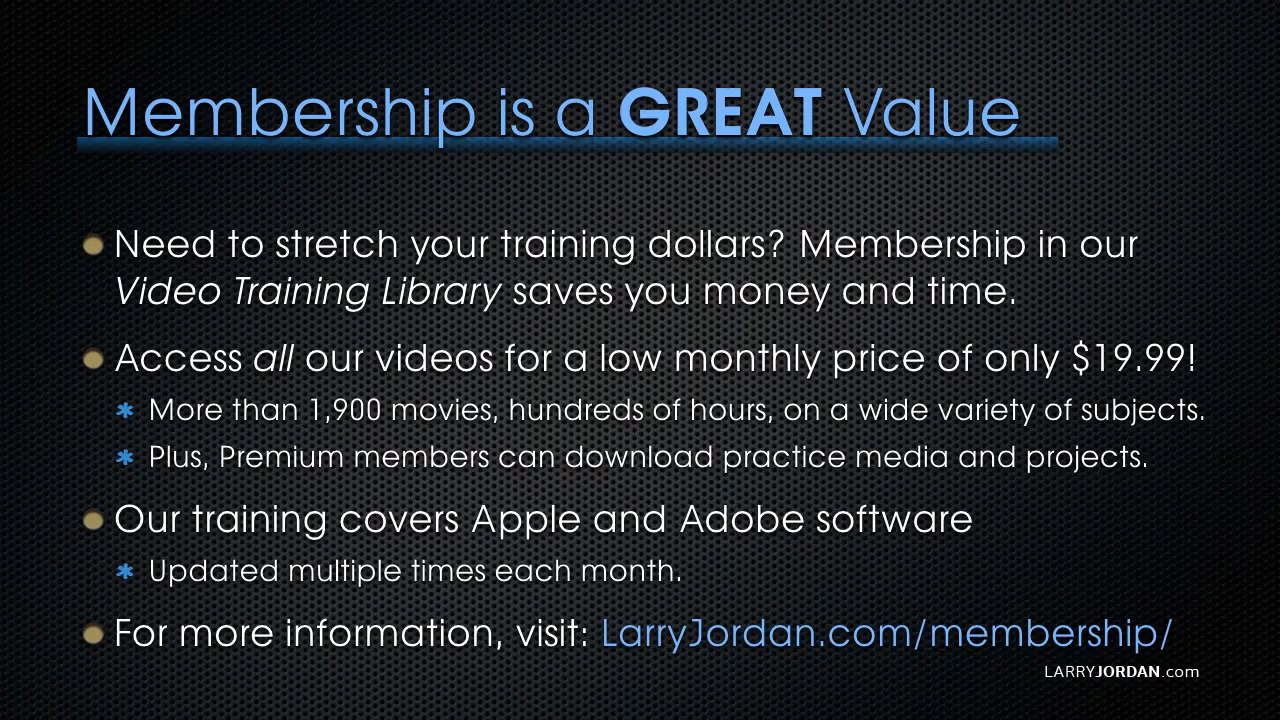 Membership is a GREAT Value
Need to stretch your training dollars? Membership in our
Video Training Library saves you money and time.
Access all our videos for a low monthly price of only $19.99!
More than 1,900 movies, hundreds of hours, on a wide variety of subjects.
Plus, Premium members can download practice media and projects.
Our training covers Apple and Adobe software
Updated multiple times each month.
For more information, visit: LarryJordan.com/membership/
LARRYJORDAN.com